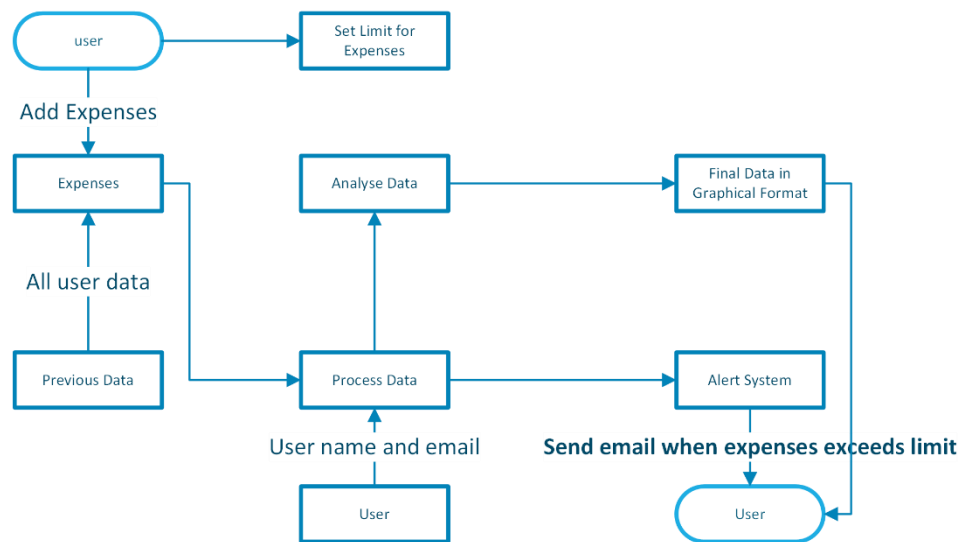 user
Set Limit for
Expenses
Add Expenses
Expenses
Analyse Data
Final Data in
Graphical Format
All user data
Previous Data
Process Data
Alert System
User name and email
Send email when expenses exceeds limit
User
User